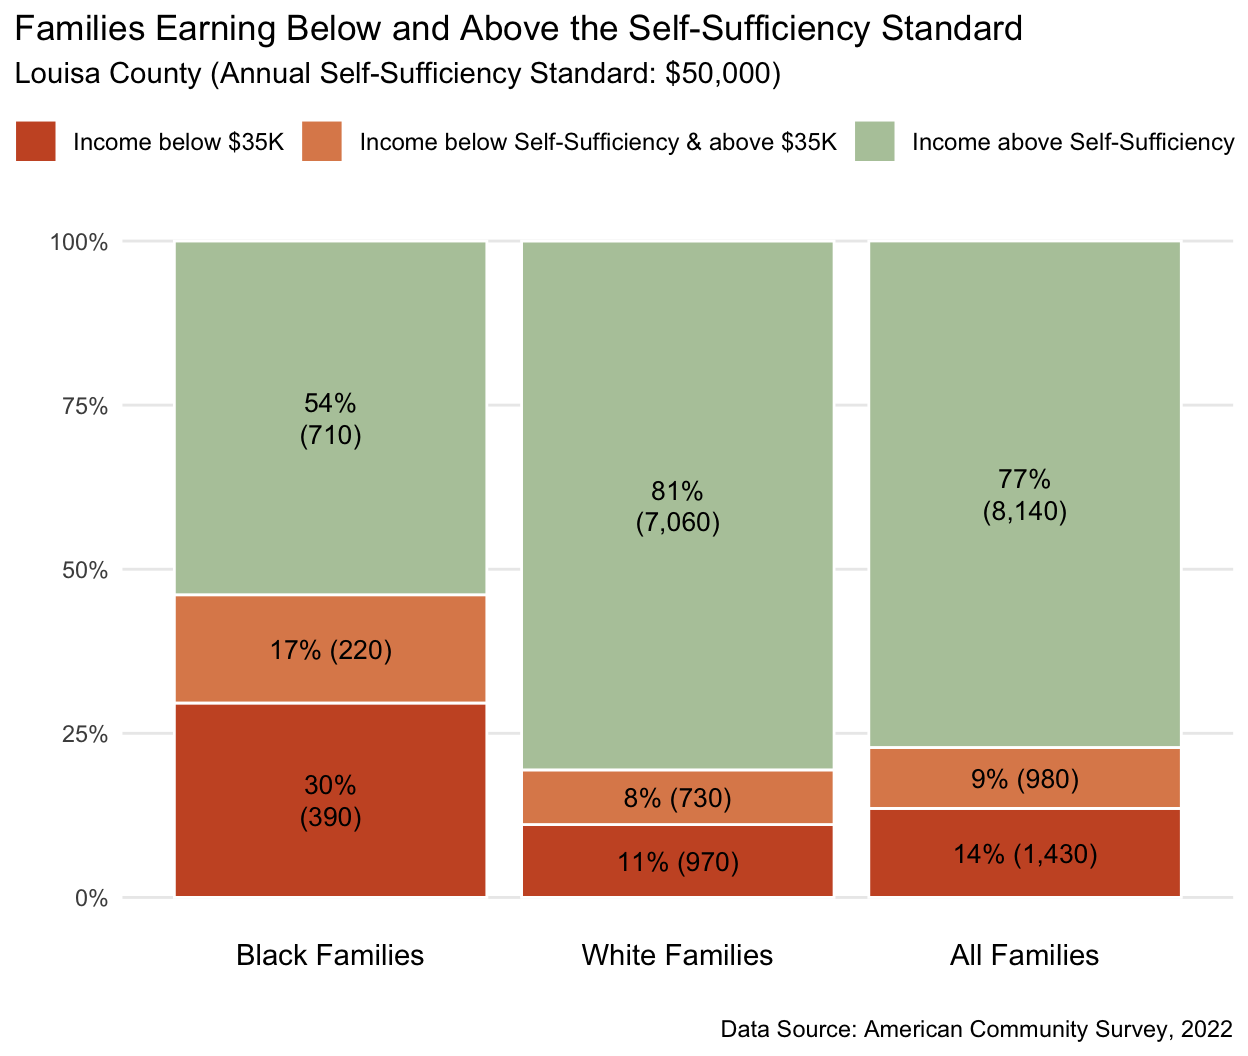 Families Earning Below and Above the Self-Sufficiency Standard
Louisa County (Annual Self-Sufficiency Standard: $50,000)
Income below $35K
Income below Self-Sufficiency & above $35K
Income above Self-Sufficiency
100%
75%
50%
25%
0%
54%
(710)
17% (220)
30%
(390)
81%
(7,060)
8% (730)
11% (970)
77%
(8,140)
9% (980)
14% (1,430)
Black Families
White Families
All Families
Data Source: American Community Survey, 2022